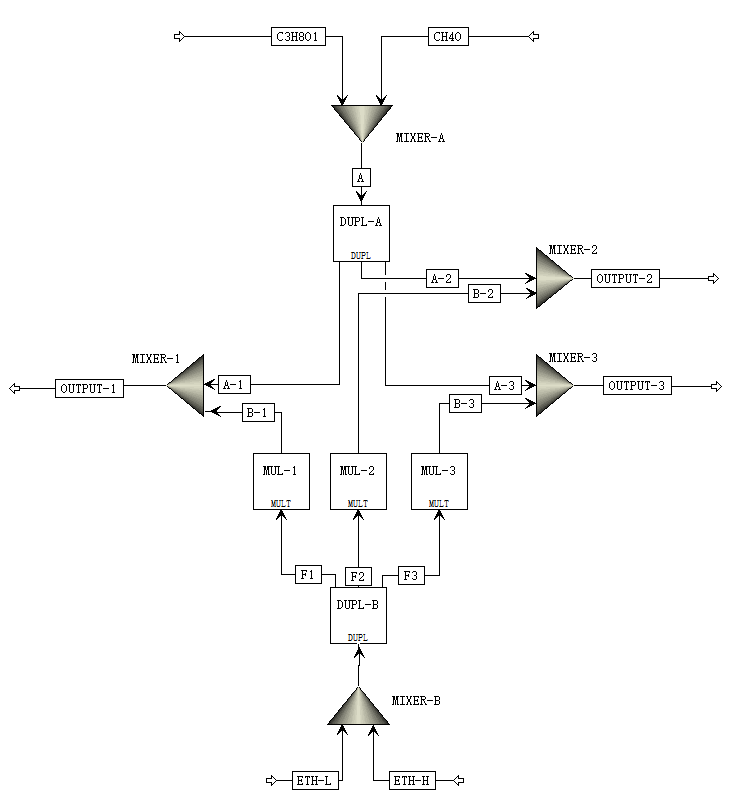 C3H8O1
CH4O
MIXER-A
A
DUPL-A
DUPL
MIXER-2
A-2
OUTPUT-2
B-2
MIXER-1
MIXER-3
OUTPUT-1
A-1
A-3
OUTPUT-3
B-1
B-3
MUL-1
MUL-2
MUL-3
MULT
MULT
MULT
F1
F2
F3
DUPL-B
DUPL
MIXER-B
ETH-L
ETH-H